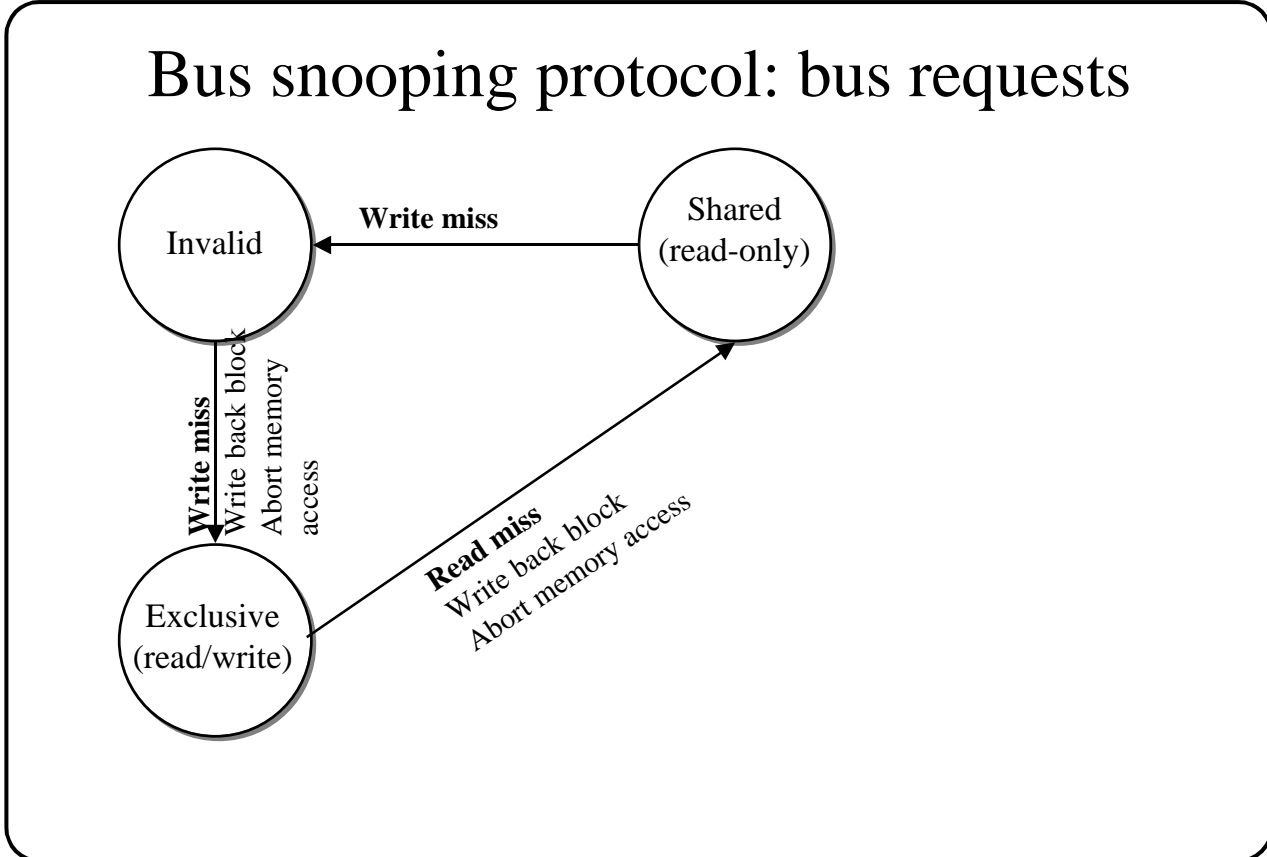 Bus snooping protocol: bus requests
Invalid
Write miss
Shared
(read-only)
Write miss
Write back block
Abort memory
access
Read miss
Write back block
Abort memory access
Exclusive
(read/write)